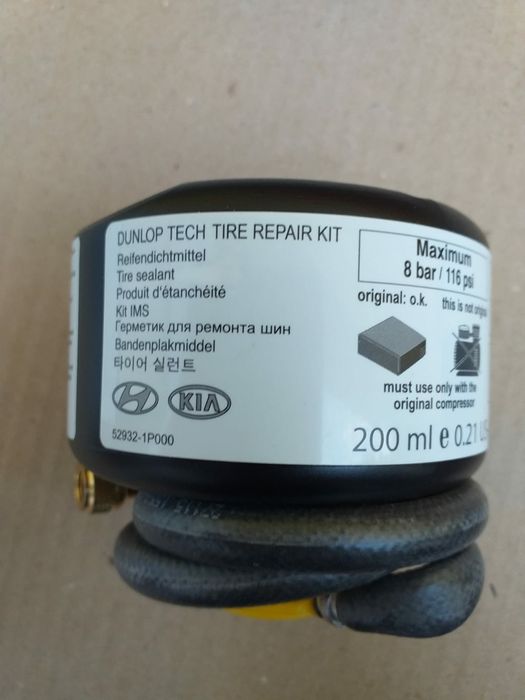 DUNLOP TECH TIRE REPAIR KIT
Reifendichtmittel
Tire sealant
Produit d'étanchéité
Kit IMS
Герметик для ремонта шин
Bandenplakmiddel
타이어 실런트
KIA
52932-1P000
Maximum
8 bar / 116 psi
original: o.k.
this is not original
must use only with the
original compressor
200 ml e 0.21 US